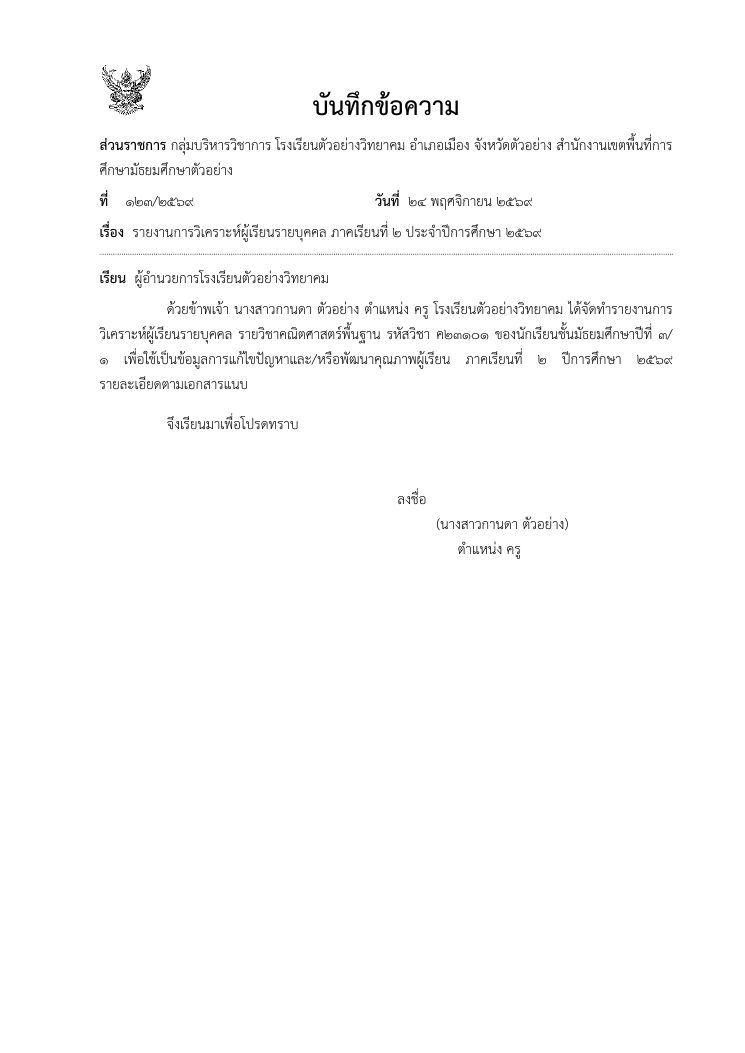 บันทึกข้อความ
ส่วนราชการ กลุ่มบริหารวิชาการ โรงเรียนตัวอย่างวิทยาคม อำเภอเมือง จังหวัดตัวอย่าง สำนักงานเขตพื้นที่การ
ศึกษามัธยมศึกษาตัวอย่าง
ที่ ๑๒๓/๒๕๖๙ วันที่ ๒๔ พฤศจิกายน ๒๕๖๙
เรื่อง รายงานการวิเคราะห์ผู้เรียนรายบุคคล ภาคเรียนที่ ๒ ประจำปีการศึกษา ๒๕๖๙
เรียน ผู้อำนวยการโรงเรียนตัวอย่างวิทยาคม
ด้วยข้าพเจ้า นางสาวกานดา ตัวอย่าง ตำแหน่ง ครู โรงเรียนตัวอย่างวิทยาคม ได้จัดทำรายงานการ
วิเคราะห์ผู้เรียนรายบุคคล รายวิชาคณิตศาสตร์พื้นฐาน รหัสวิชา ค๒๓๑๐๑ ของนักเรียนชั้นมัธยมศึกษาปีที่ ๓/
๑ เพื่อใช้เป็นข้อมูลการแก้ไขปัญหาและ/หรือพัฒนาคุณภาพผู้เรียน ภาคเรียนที่ ๒ ปีการศึกษา ๒๕๖๙
รายละเอียดตามเอกสารแนบ
จึงเรียนมาเพื่อโปรดทราบ
ลงชื่อ
(นางสาวกานดา ตัวอย่าง)
ตำแหน่ง ครู